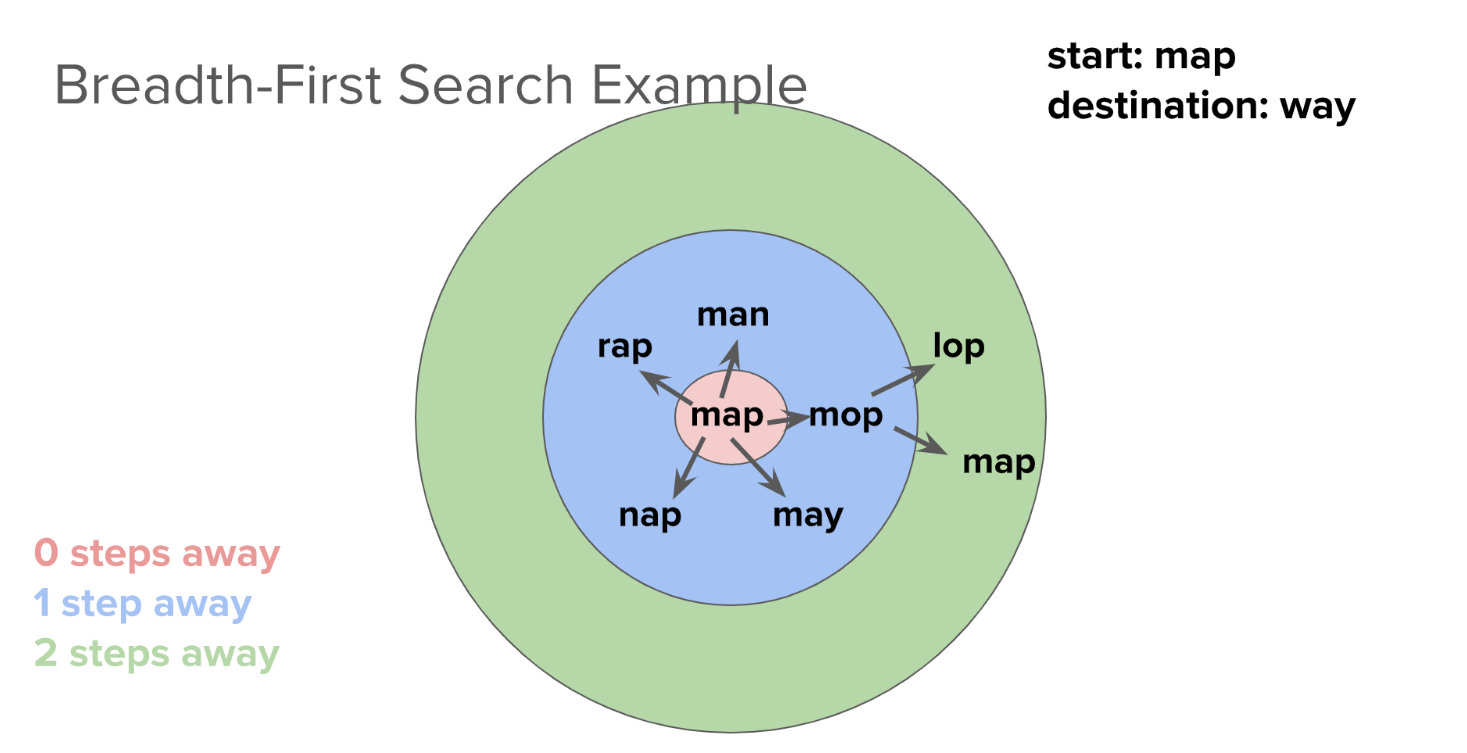 Breadth-First Search Example
start: map
destination: way
man
rap
lop
map
mop
map
nap
may
0 steps away
1 step away
2 steps away